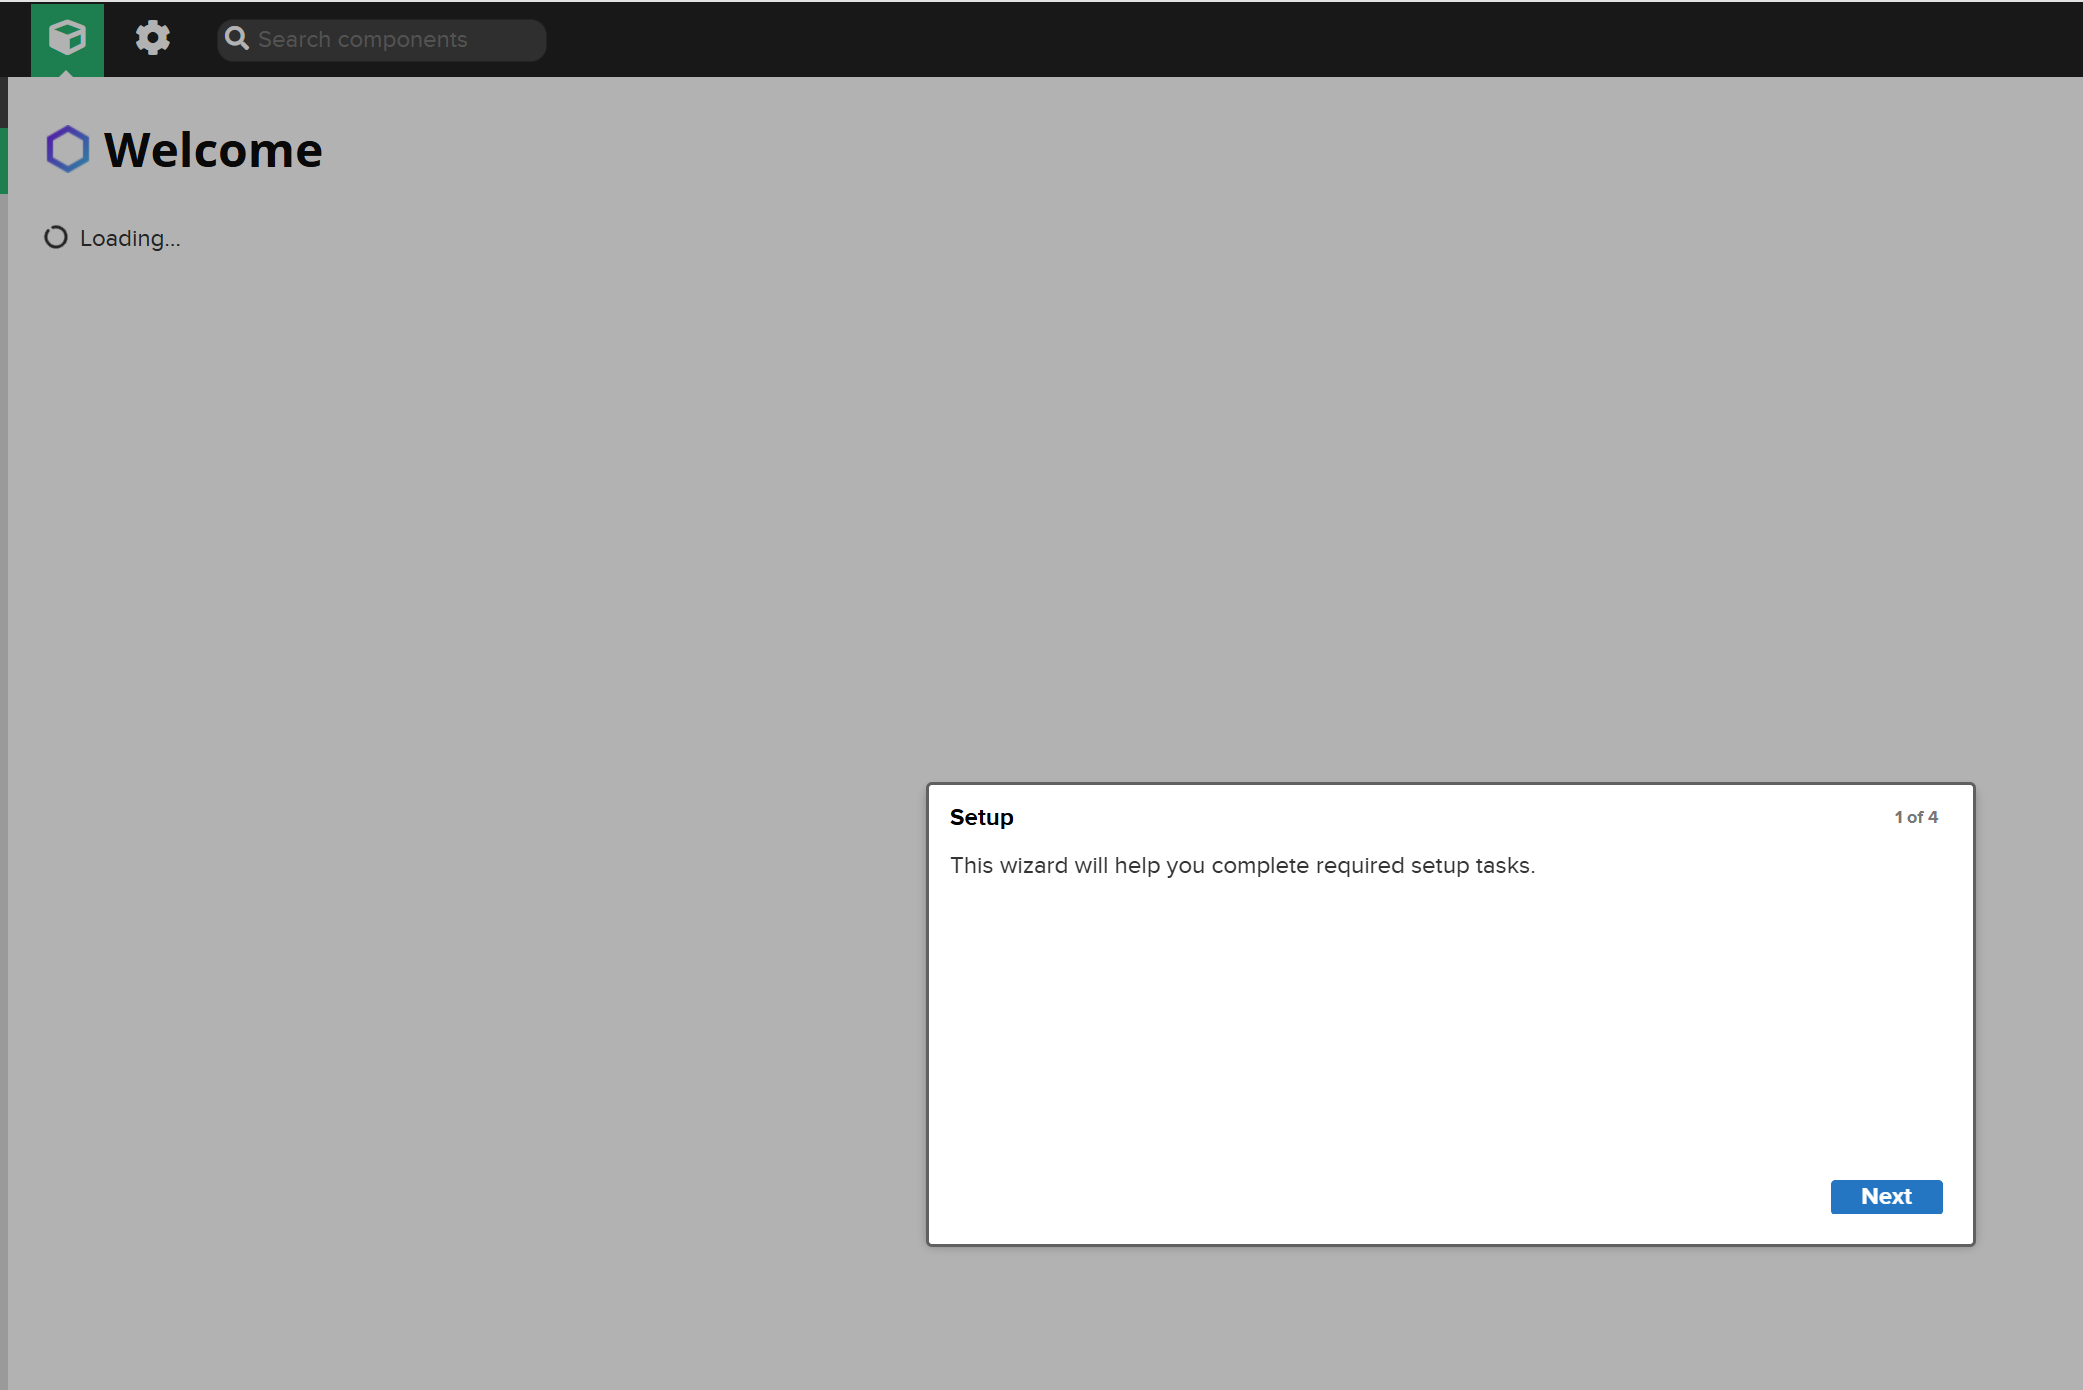 Search components
Welcome
Loading...
Setup
1 of 4
This wizard will help you complete required setup tasks.
Next